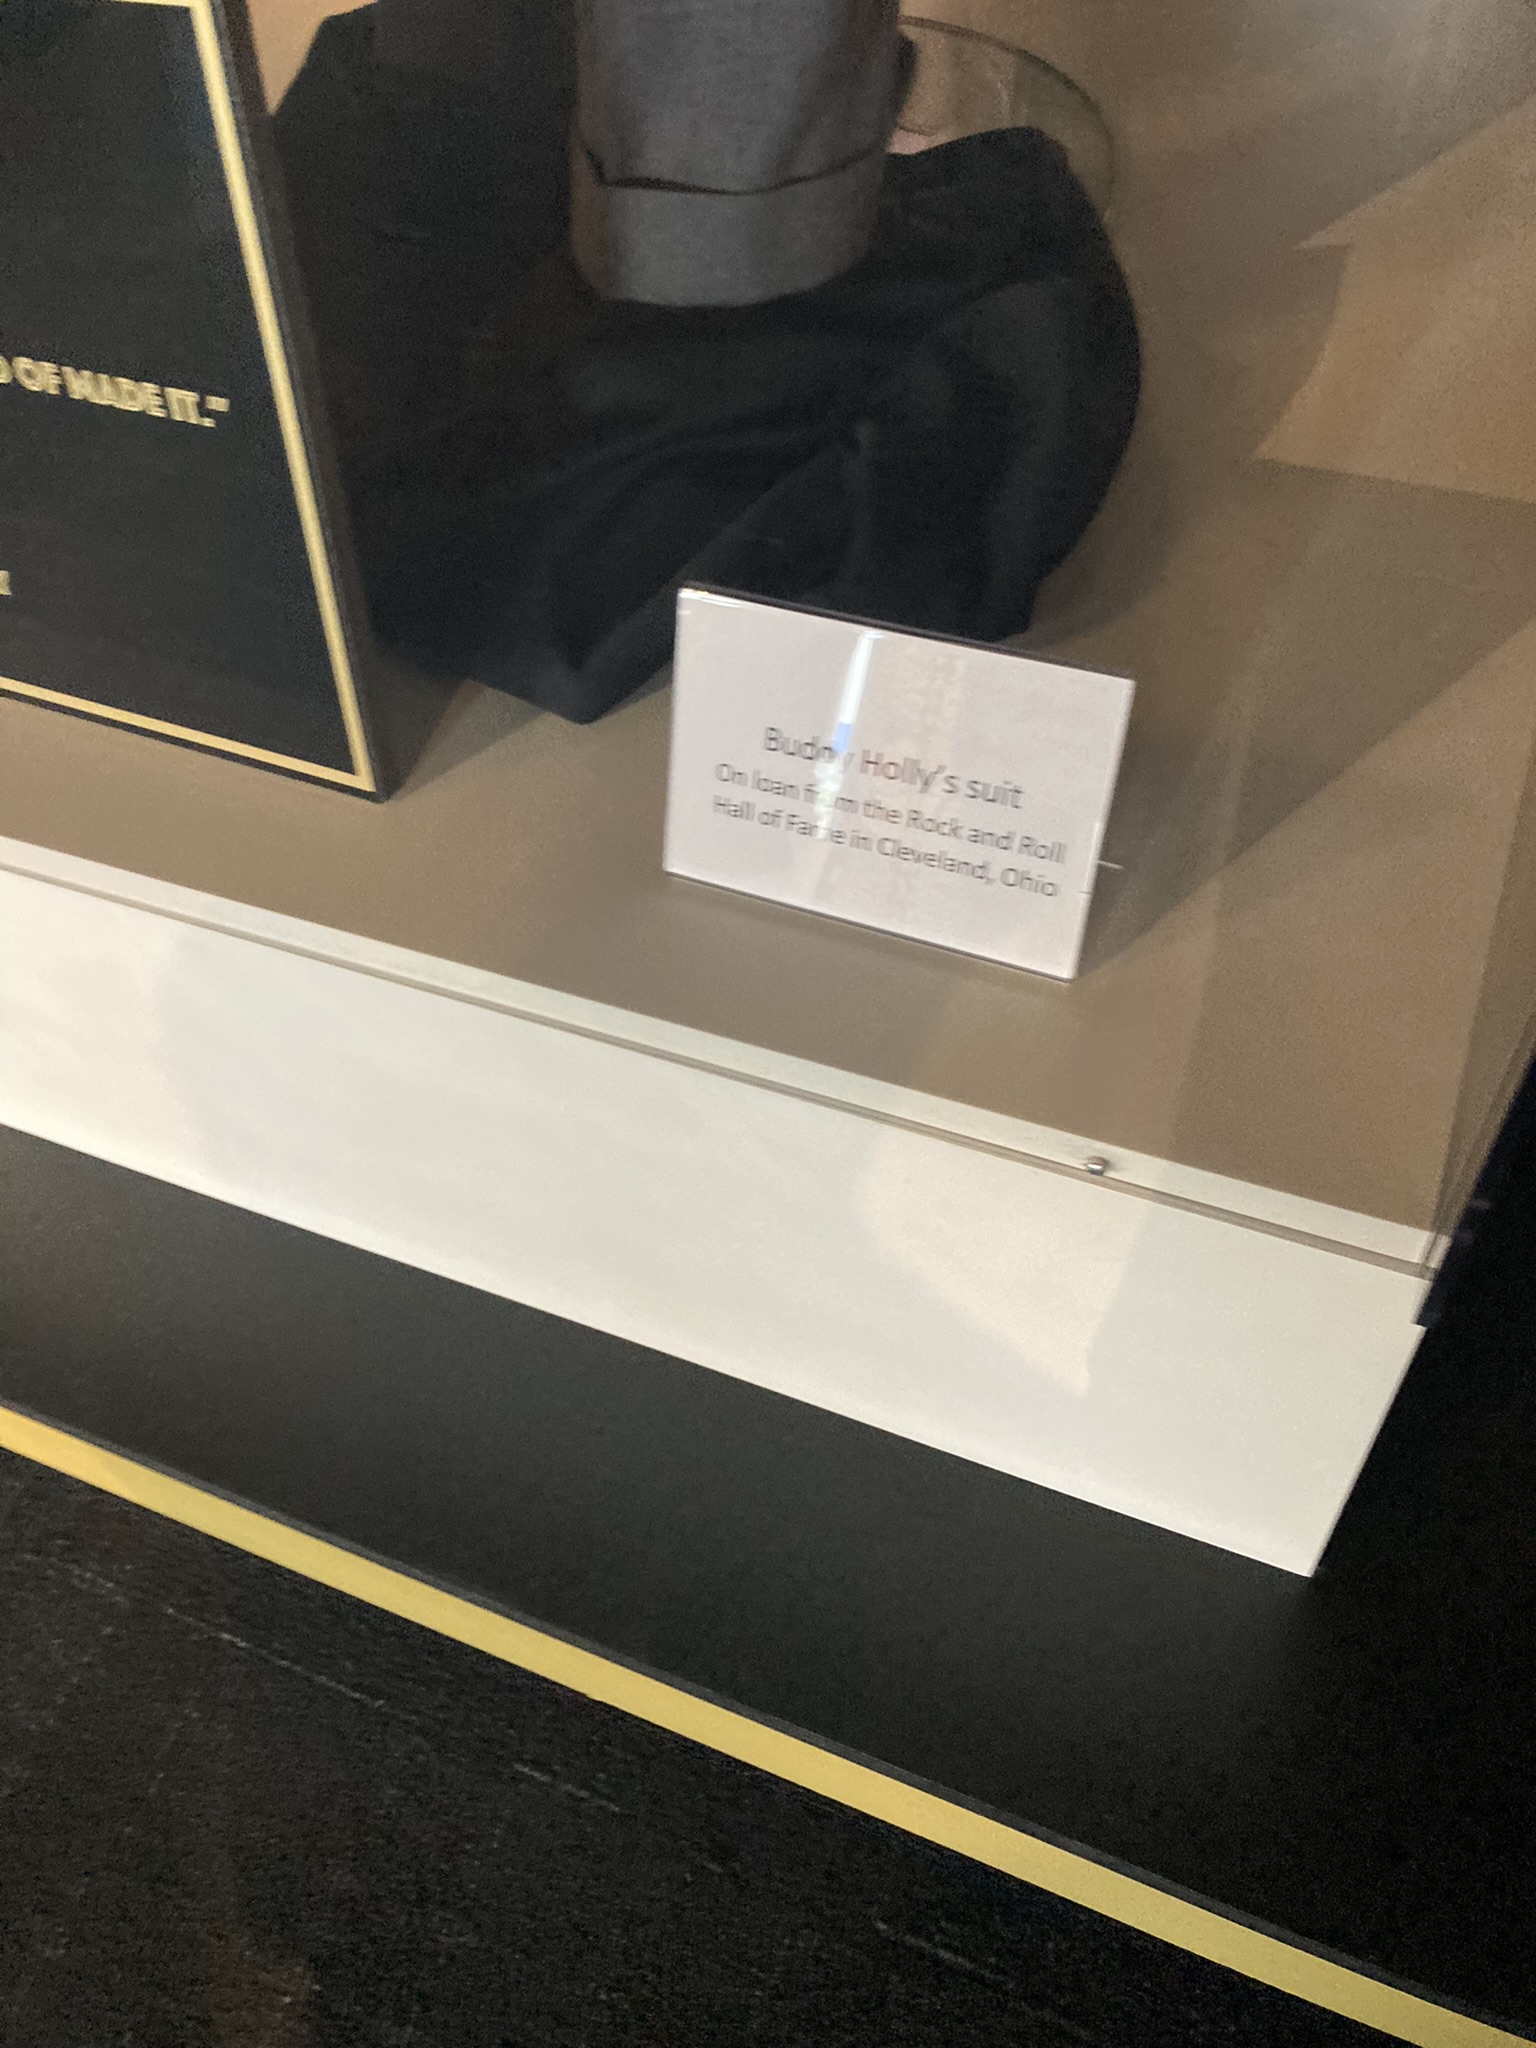 OF MADE IT."
Buddy Holly's suit
On loan from the Rock and Roll
Hall of Fame in Cleveland, Ohio